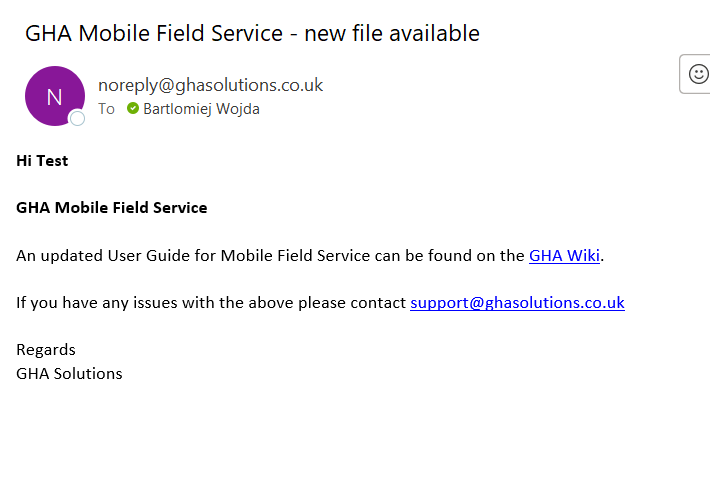 GHA Mobile Field Service - new file available
N
noreply@ghasolutions.co.uk
To Bartlomiej Wojda
Hi Test
GHA Mobile Field Service
An updated User Guide for Mobile Field Service can be found on the GHA Wiki.
If you have any issues with the above please contact support@ghasolutions.co.uk
Regards
GHA Solutions